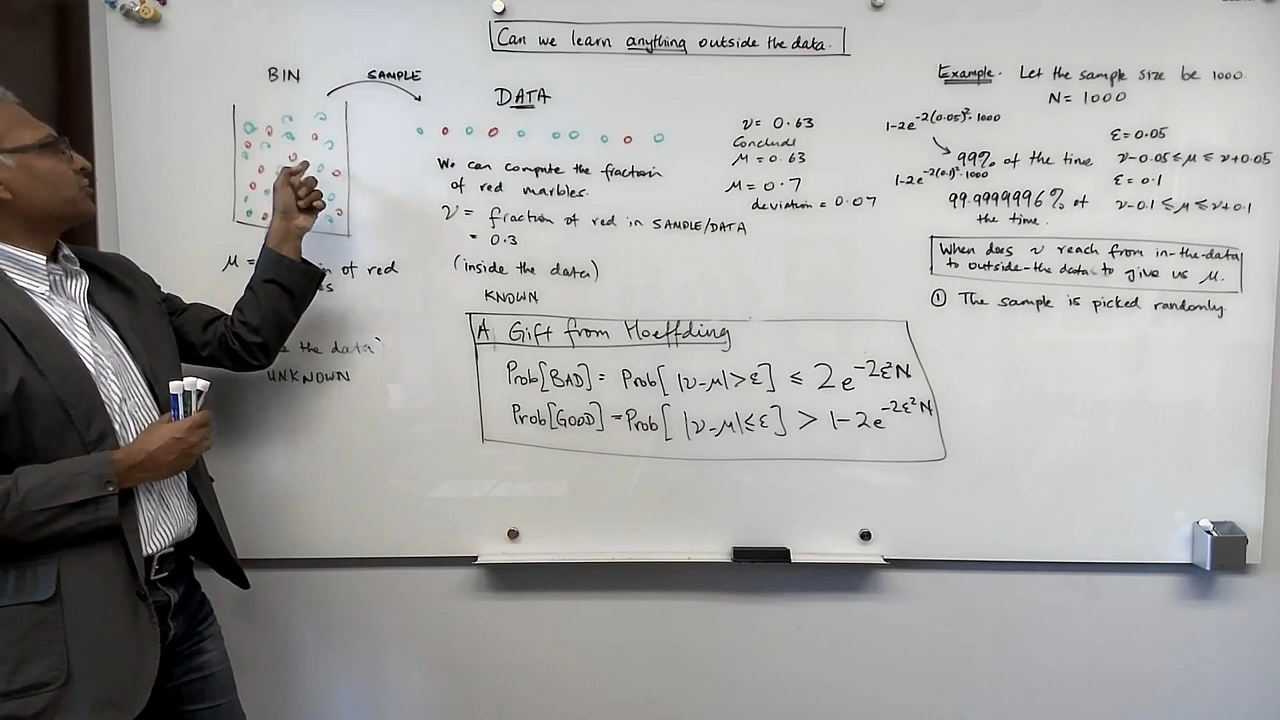 Can we learn anything outside the data.
BIN
SAMPLE
μ = of red
the data
UNKNOWN
DATA
We can compute the fraction
of red marbles.
ν = fraction of red in SAMPLE/DATA
= 0.3
(inside the data)
KNOWN
ν = 0.63
Conclude
μ = 0.63
μ = 0.7
deviation = 0.07
A Gift from Hoeffding
Prob[BAD] = Prob[ |ν-μ|>ε] ≤ 2e^{-2ε²N}
Prob[GOOD] = Prob[ |ν-μ|≤ε] > 1-2e^{-2ε²N}
Example. Let the sample size be 1000.
N = 1000
1-2e^{-2(0.05)²·1000}
ε = 0.05
99% of the time ν-0.05 ≤ μ ≤ ν+0.05
1-2e^{-2(0.1)²·1000}
ε = 0.1
99.9999996% of ν-0.1 ≤ μ ≤ ν+0.1
the time.
When does ν reach from in-the-data
to outside-the data to give us μ.
① The sample is picked randomly.